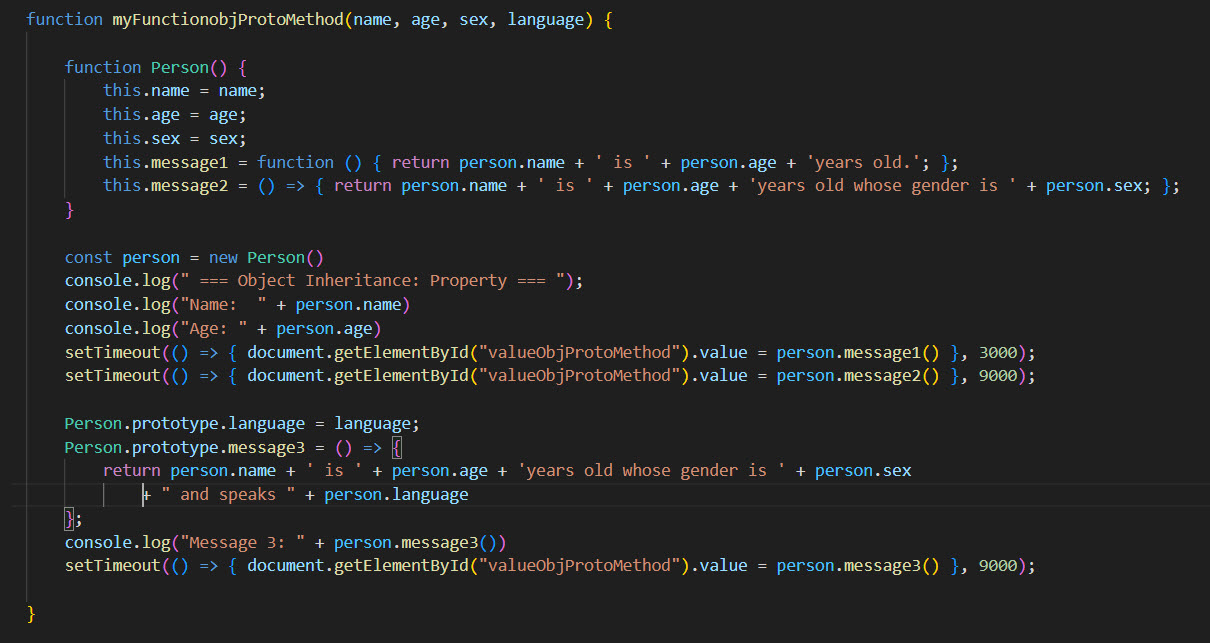 function myFunctionobjProtoMethod(name, age, sex, language) {
function Person() {
this.name = name;
this.age = age;
this.sex = sex;
this.message1 = function () { return person.name + ' is ' + person.age + 'years old.'; };
this.message2 = () => { return person.name + ' is ' + person.age + 'years old whose gender is ' + person.sex; };
}
const person = new Person()
console.log(" === Object Inheritance: Property === ");
console.log("Name:  " + person.name)
console.log("Age: " + person.age)
setTimeout(() => { document.getElementById("valueObjProtoMethod").value = person.message1() }, 3000);
setTimeout(() => { document.getElementById("valueObjProtoMethod").value = person.message2() }, 9000);
Person.prototype.language = language;
Person.prototype.message3 = () => {
return person.name + ' is ' + person.age + 'years old whose gender is ' + person.sex
+ " and speaks " + person.language
};
console.log("Message 3: " + person.message3())
setTimeout(() => { document.getElementById("valueObjProtoMethod").value = person.message3() }, 9000);
}